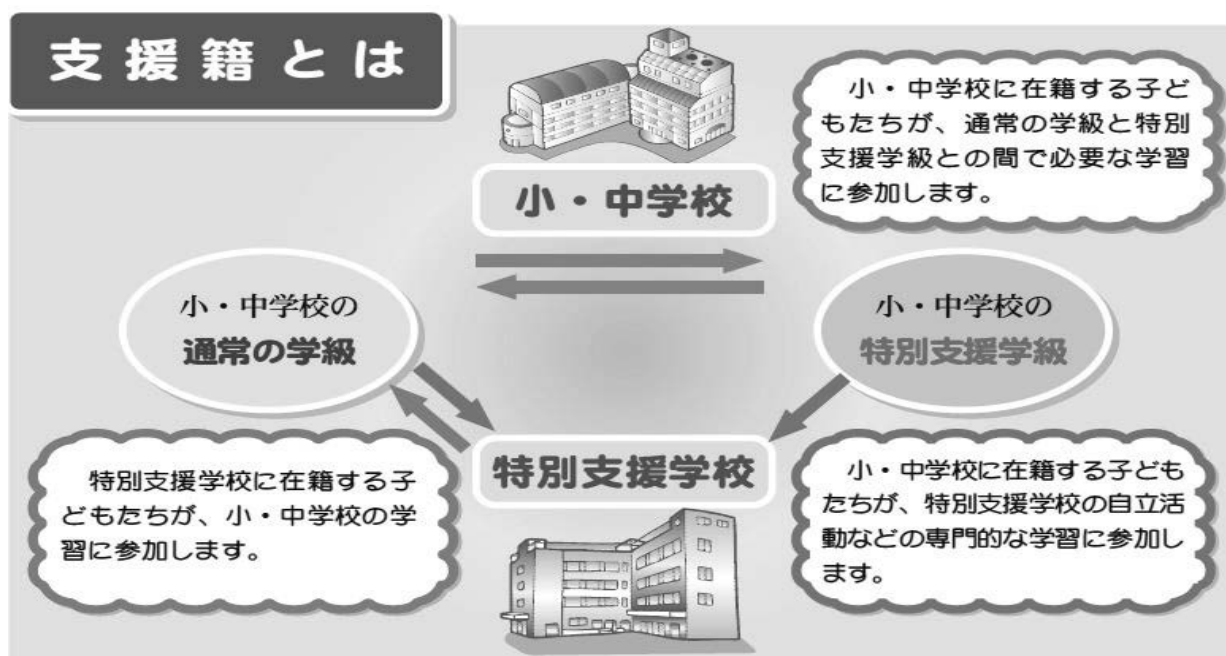 支援籍とは
小・中学校に在籍する子ど
もたちが、通常の学級と特別
支援学級との間で必要な学習
に参加します。
小・中学校
小・中学校の
通常の学級
小・中学校の
特別支援学級
特別支援学校
特別支援学校に在籍する子
どもたちが、小・中学校の学
習に参加します。
小・中学校に在籍する子ども
たちが、特別支援学校の自立活
動などの専門的な学習に参加し
ます。